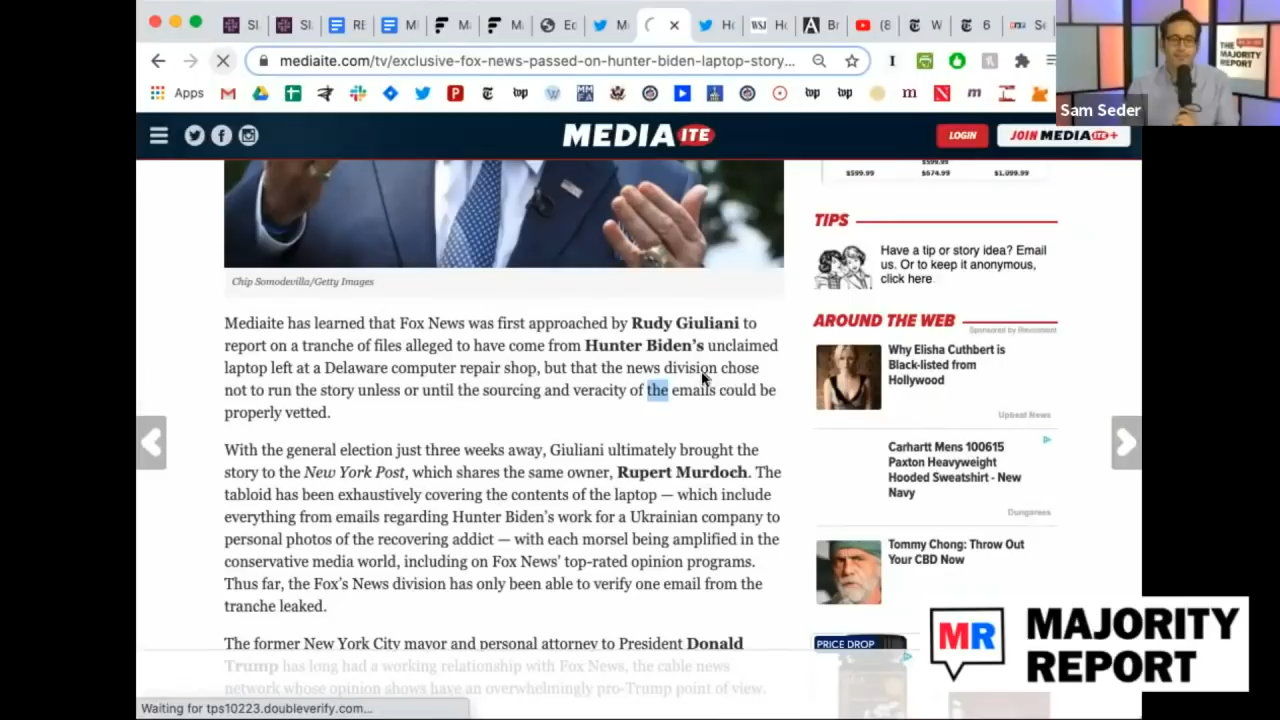 SI
SI
RE
MI
M
M
Ec
M
He
WSJ
Ho
Br
(8
W
6
Se
mediaite.com/tv/exclusive-fox-news-passed-on-hunter-biden-laptop-story...
THE
MAJORITY
REPORT
Sam Seder
Apps
MEDIAITE
LOGIN
JOIN MEDIAITE+
$599.99
$599.99 $674.99 $1,099.99
TIPS
Have a tip or story idea? Email
us. Or to keep it anonymous,
click here.
Chip Somodevilla/Getty Images
Mediaite has learned that Fox News was first approached by Rudy Giuliani to
report on a tranche of files alleged to have come from Hunter Biden's unclaimed
laptop left at a Delaware computer repair shop, but that the news division chose
not to run the story unless or until the sourcing and veracity of the emails could be
properly vetted.
With the general election just three weeks away, Giuliani ultimately brought the
story to the New York Post, which shares the same owner, Rupert Murdoch. The
tabloid has been exhaustively covering the contents of the laptop — which include
everything from emails regarding Hunter Biden's work for a Ukrainian company to
personal photos of the recovering addict — with each morsel being amplified in the
conservative media world, including on Fox News' top-rated opinion programs.
Thus far, the Fox's News division has only been able to verify one email from the
tranche leaked.
The former New York City mayor and personal attorney to President Donald
Trump has long had a working relationship with Fox News, the cable news
network whose opinion shows have an overwhelmingly pro-Trump point of view.
AROUND THE WEB
Sponsored by Revcontent
Why Elisha Cuthbert is
Black-listed from
Hollywood
Upbeat News
Carhartt Mens 100615
Paxton Heavyweight
Hooded Sweatshirt - New
Navy
Dungarees
Tommy Chong: Throw Out
Your CBD Now
PRICE DROP
MR
MAJORITY
REPORT
Waiting for tps10223.doubleverify.com...